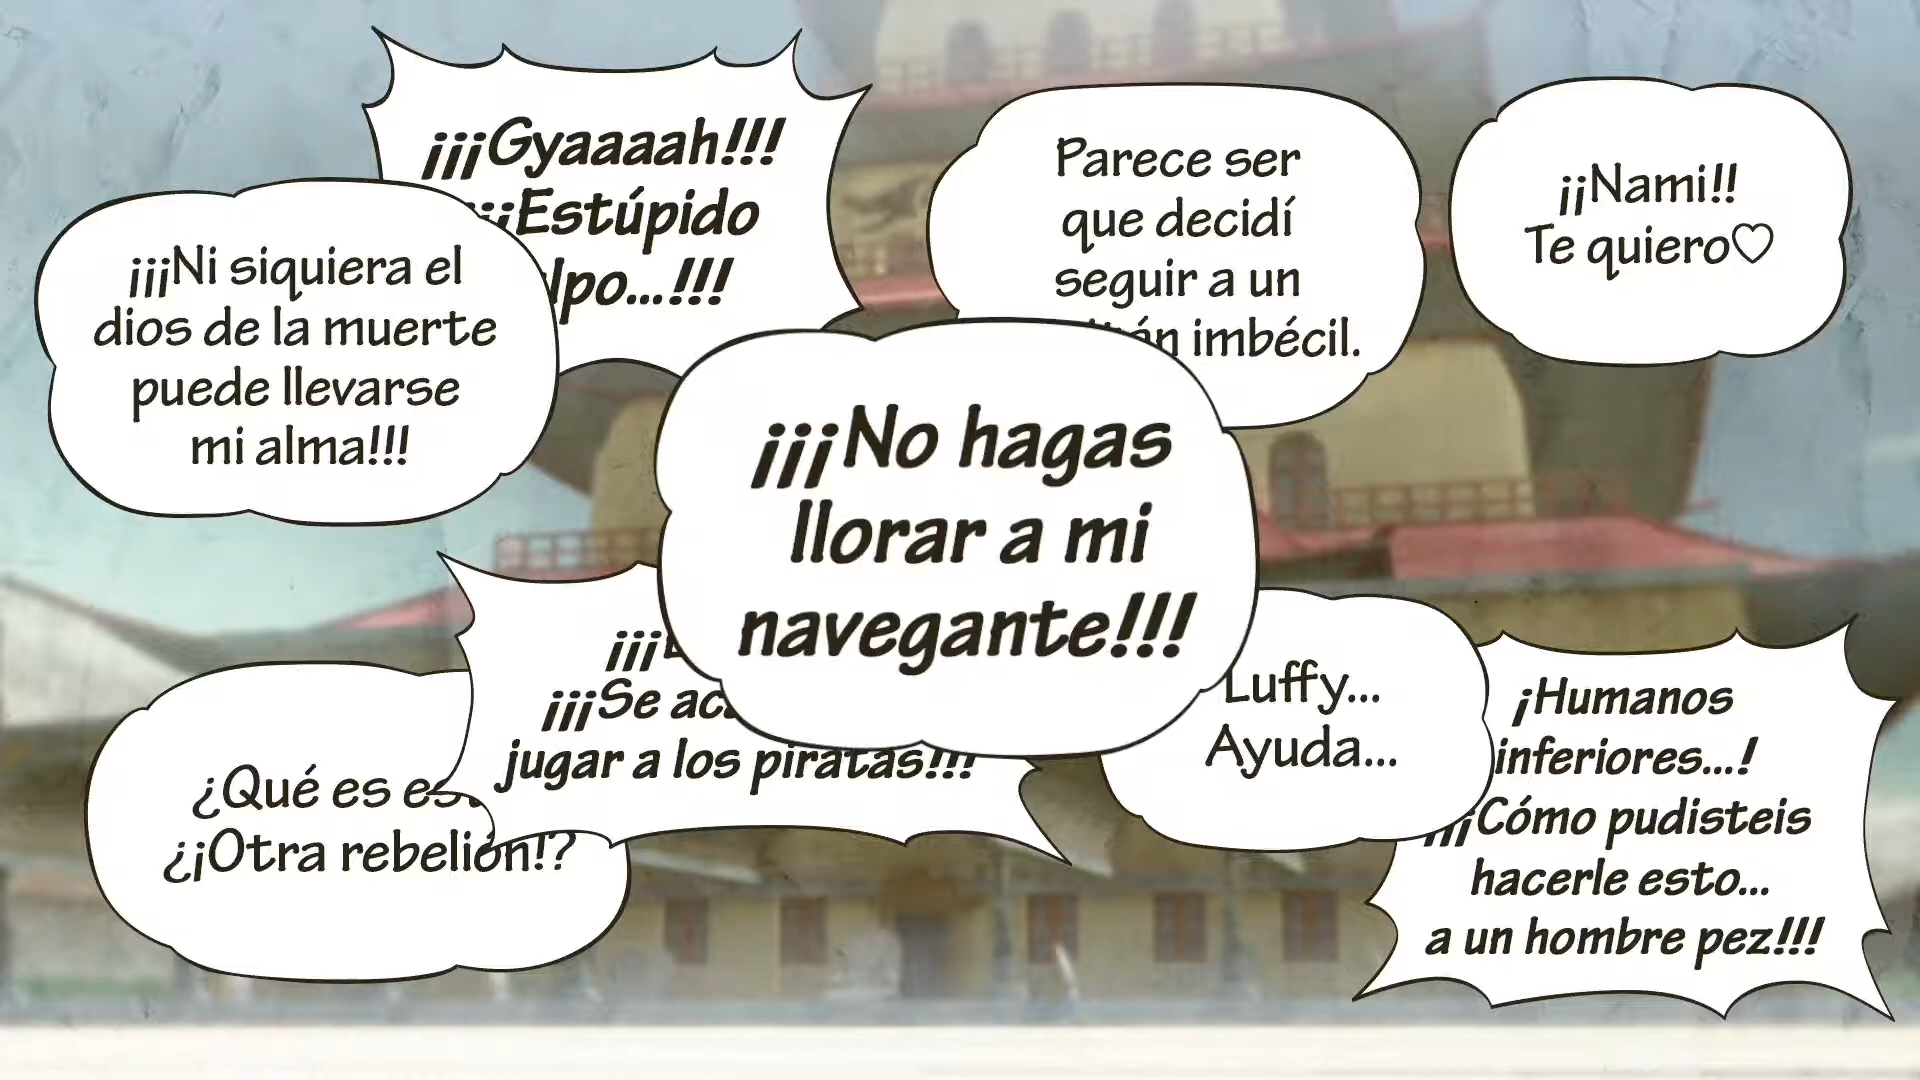 ¡¡¡Gyaaaah!!!
¡¡¡Estúpido
¡¡¡Ni siquiera el
dios de la muerte
puede llevarse
mi alma!!!
Parece ser
que decidí
seguir a un
imbécil.
¡¡Nami!!
Te quiero♡
¡¡¡No hagas
llorar a mi
navegante!!!
¿Qué es
¿¡Otra rebelión!?
¡¡¡Se
jugar a los piratas!!!
Luffy...
Ayuda...
¡Humanos
inferiores...!
¡¡¡Cómo pudisteis
hacerle esto...
a un hombre pez!!!